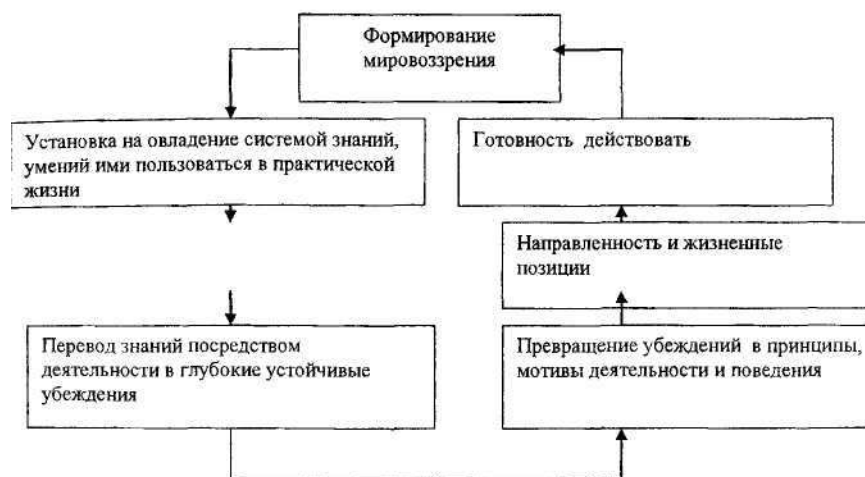 Формирование
мировоззрения
Установка на овладение системой знаний,
умений ими пользоваться в практической
жизни
Готовность действовать
Направленность и жизненные
позиции
Перевод знаний посредством
деятельности в глубокие устойчивые
убеждения
Превращение убеждений в принципы,
мотивы деятельности и поведения